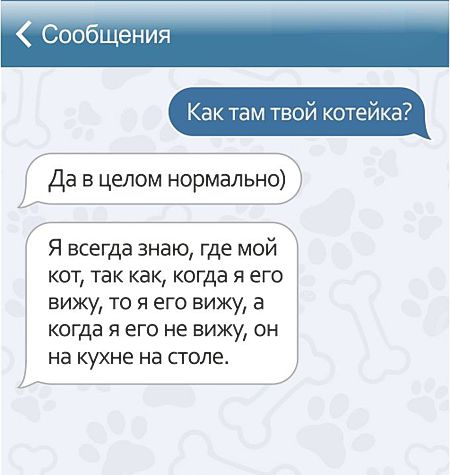 Сообщения
Как там твой котейка?
Да в целом нормально)
Я всегда знаю, где мой
кот, так как, когда я его
вижу, то я его вижу, а
когда я его не вижу, он
на кухне на столе.